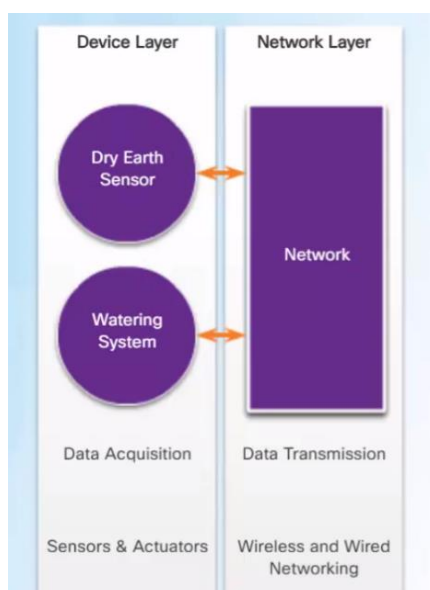 Device Layer
Network Layer
Dry Earth
Sensor
Network
Watering
System
Data Acquisition
Data Transmission
Sensors & Actuators
Wireless and Wired
Networking